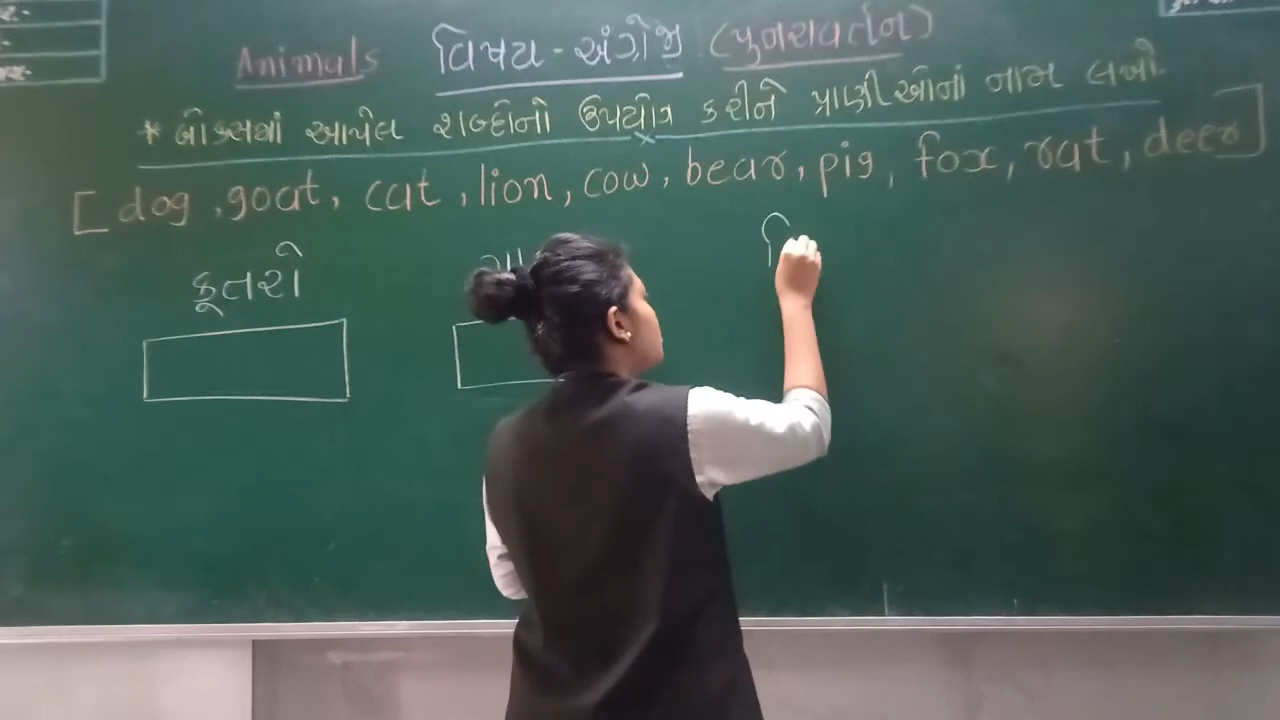 Animals વિષય - અંગ્રેજી (પુનરાવર્તન)
* બોક્સમાં આપેલ શબ્દોનો ઉપયોગ કરીને પ્રાણીઓનાં નામ લખો.
[dog, goat, cat, lion, cow, bear, pig, fox, rat, deer]
કૂતરો